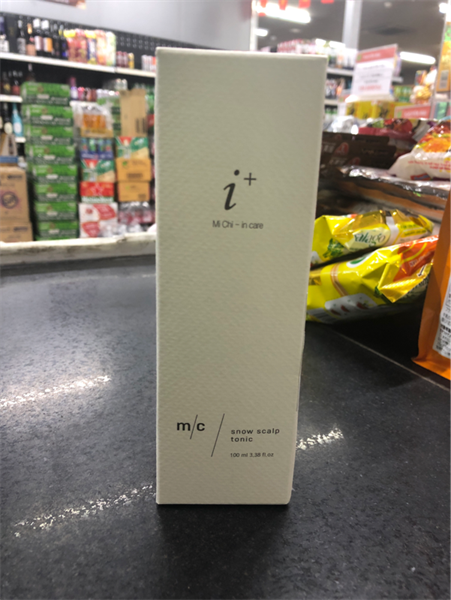 i+
Mi Chi – in care
m/c
snow scalp
tonic
100 ml 3.38 fl.oz